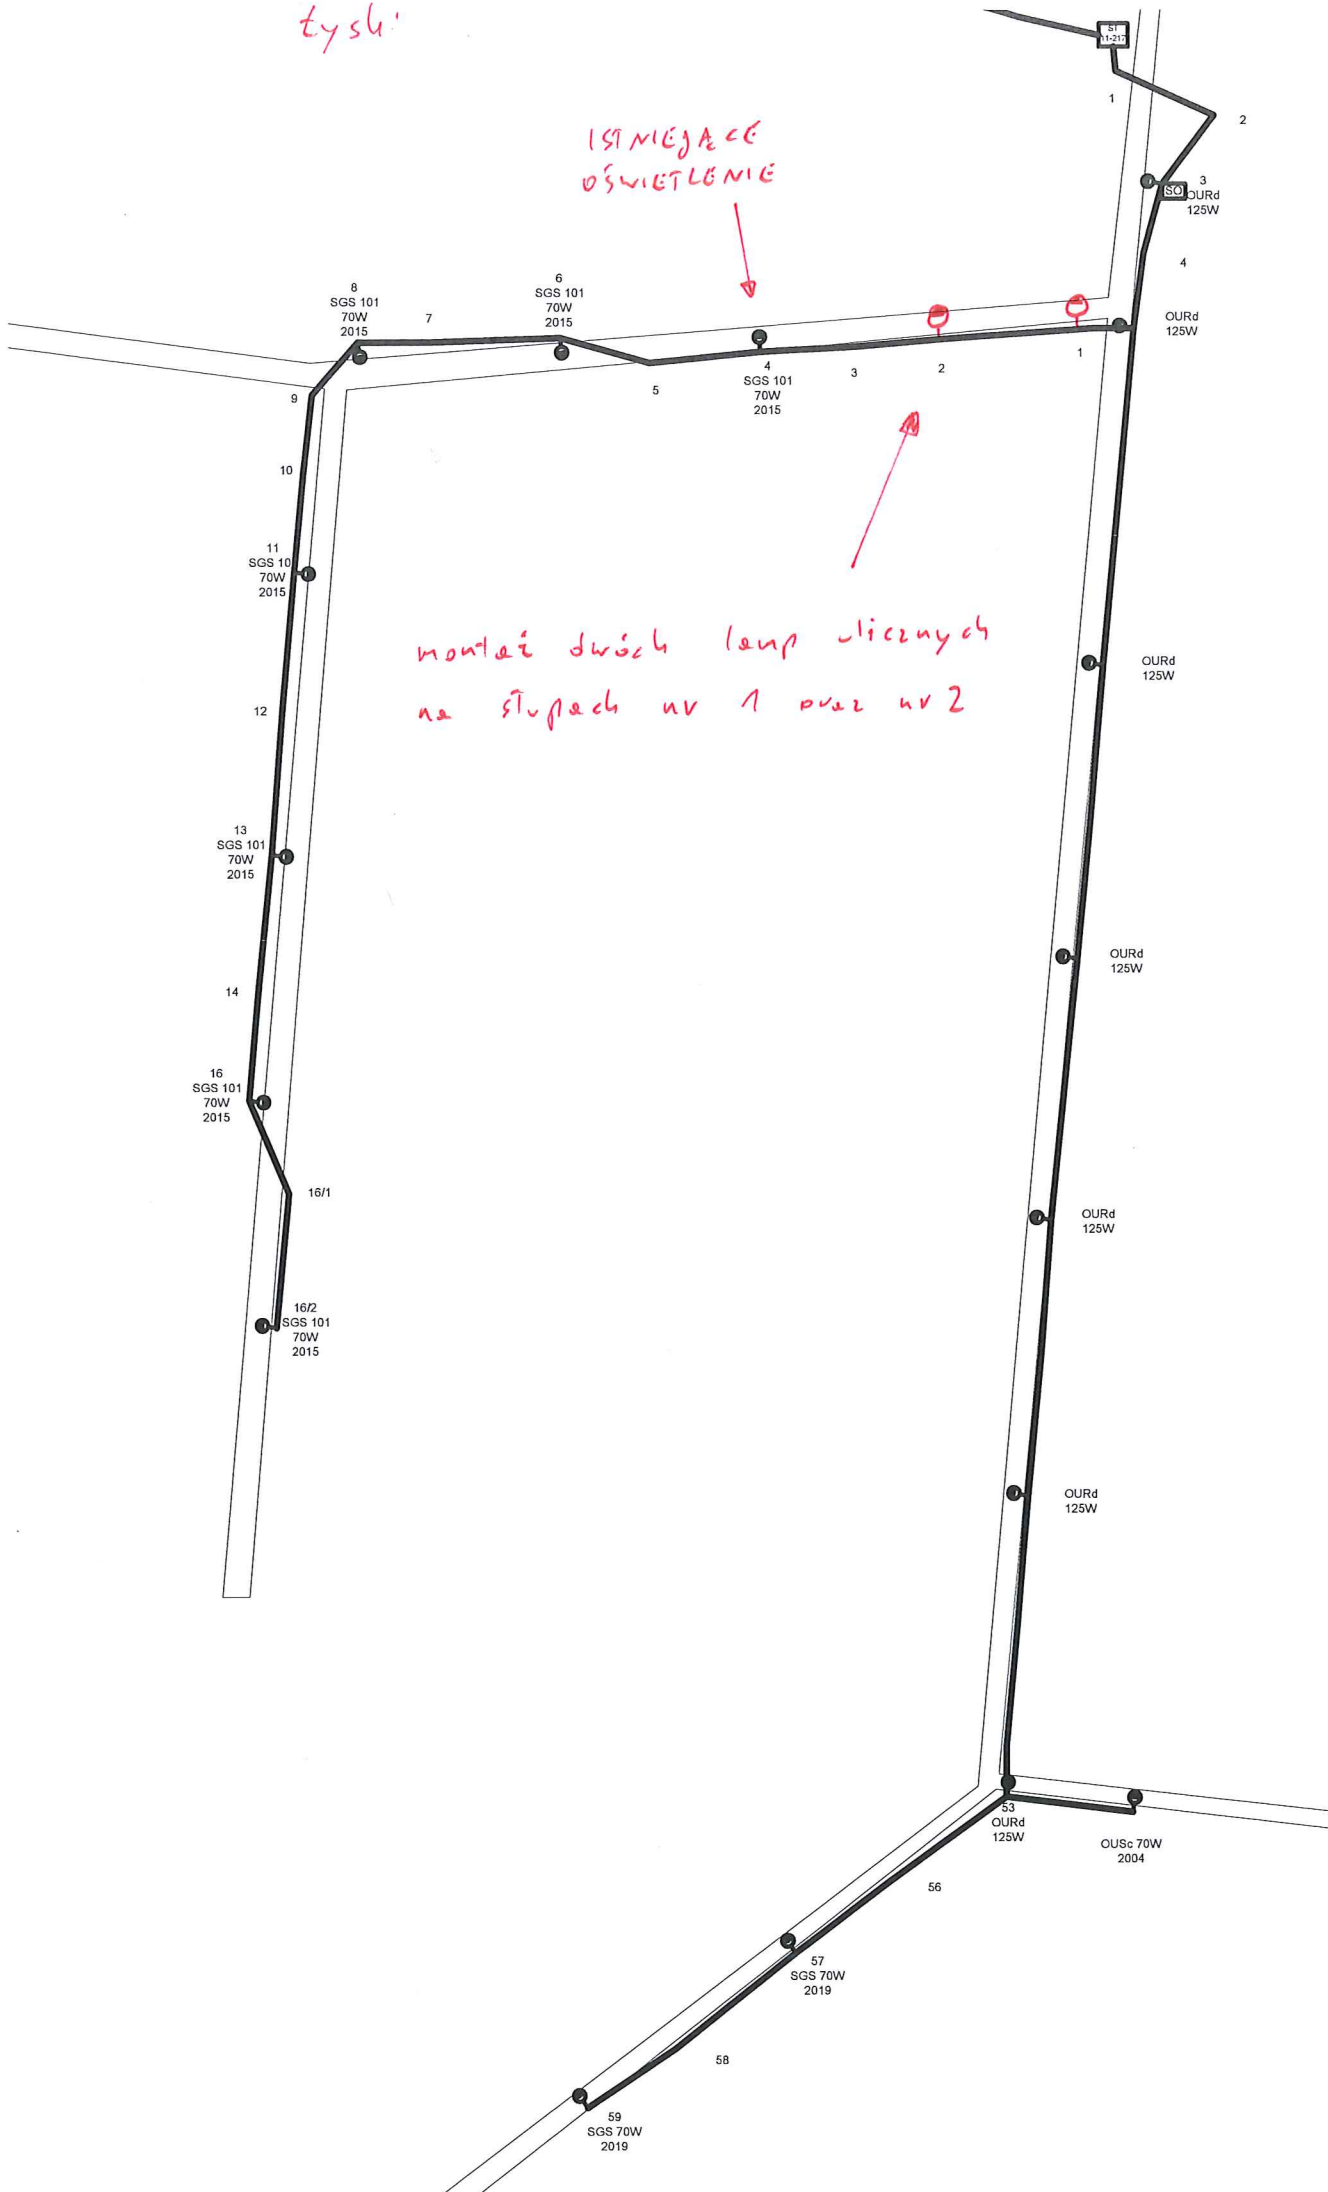 Łyski
ST
11-217
1
2
ISTNIEJĄCE
OŚWIETLENIE
3
SO
OURd
125W
4
8
SGS 101
70W
2015
7
6
SGS 101
70W
2015
OURd
125W
9
5
4
SGS 101
70W
2015
3
2
1
10
11
SGS 10
70W
2015
montaż dwóch lamp ulicznych
na słupach nr 1 oraz nr 2
OURd
125W
12
13
SGS 101
70W
2015
OURd
125W
14
16
SGS 101
70W
2015
16/1
OURd
125W
16/2
SGS 101
70W
2015
OURd
125W
53
OURd
125W
OUSc 70W
2004
56
57
SGS 70W
2019
58
59
SGS 70W
2019